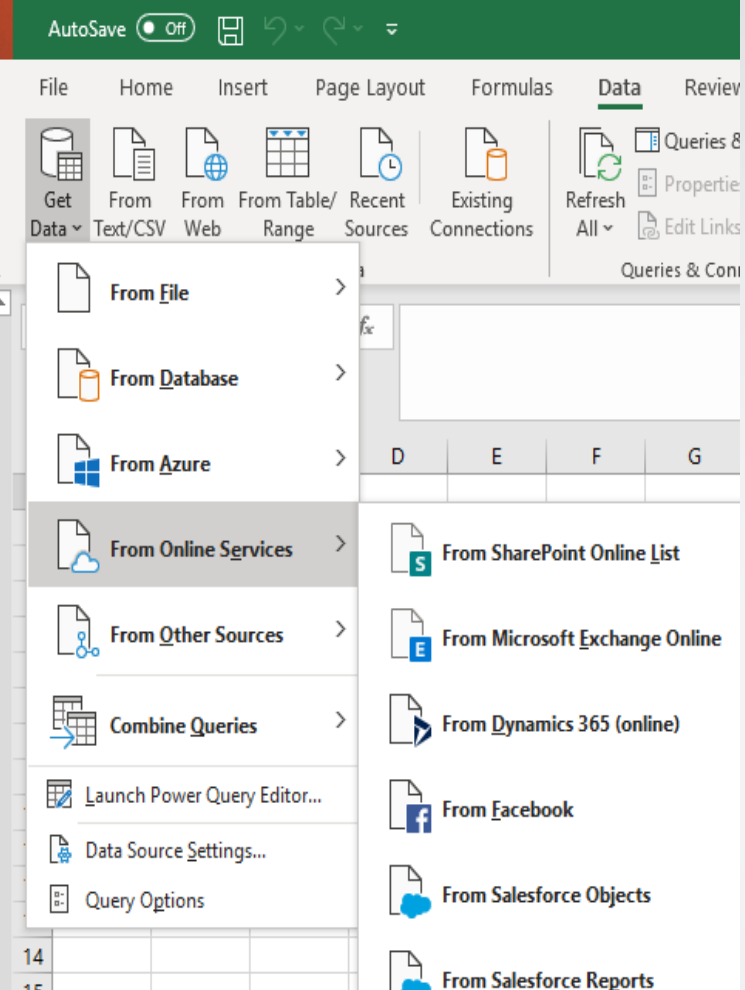 AutoSave Off
File Home Insert Page Layout Formulas Data Review
Queries &
Get From From From Table/ Recent Existing Refresh Properties
Data Text/CSV Web Range Sources Connections All Edit Links
Queries & Con
From File
fx
From Database
D E F G
From Azure
From Online Services
From SharePoint Online List
From Other Sources
From Microsoft Exchange Online
Combine Queries
From Dynamics 365 (online)
Launch Power Query Editor...
From Facebook
Data Source Settings...
Query Options
From Salesforce Objects
14
From Salesforce Reports
15